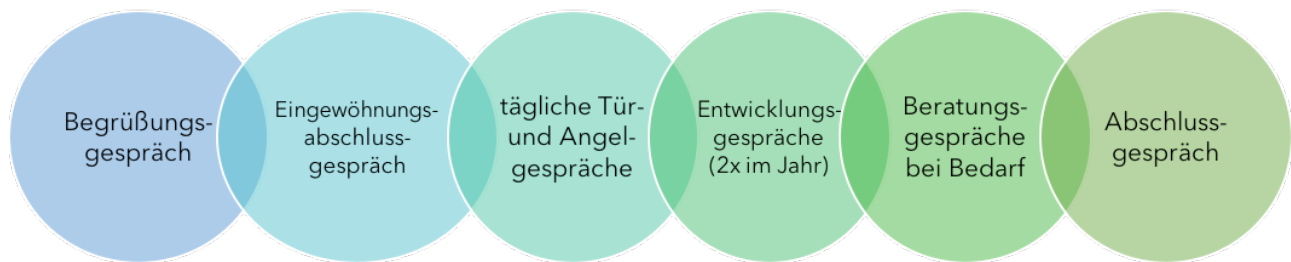 Begrüßungs-
gespräch
Eingewöhnungs-
abschluss-
gespräch
tägliche Tür-
und Angel-
gespräche
Entwicklungs-
gespräche
(2x im Jahr)
Beratungs-
gespräche
bei Bedarf
Abschluss-
gespräch